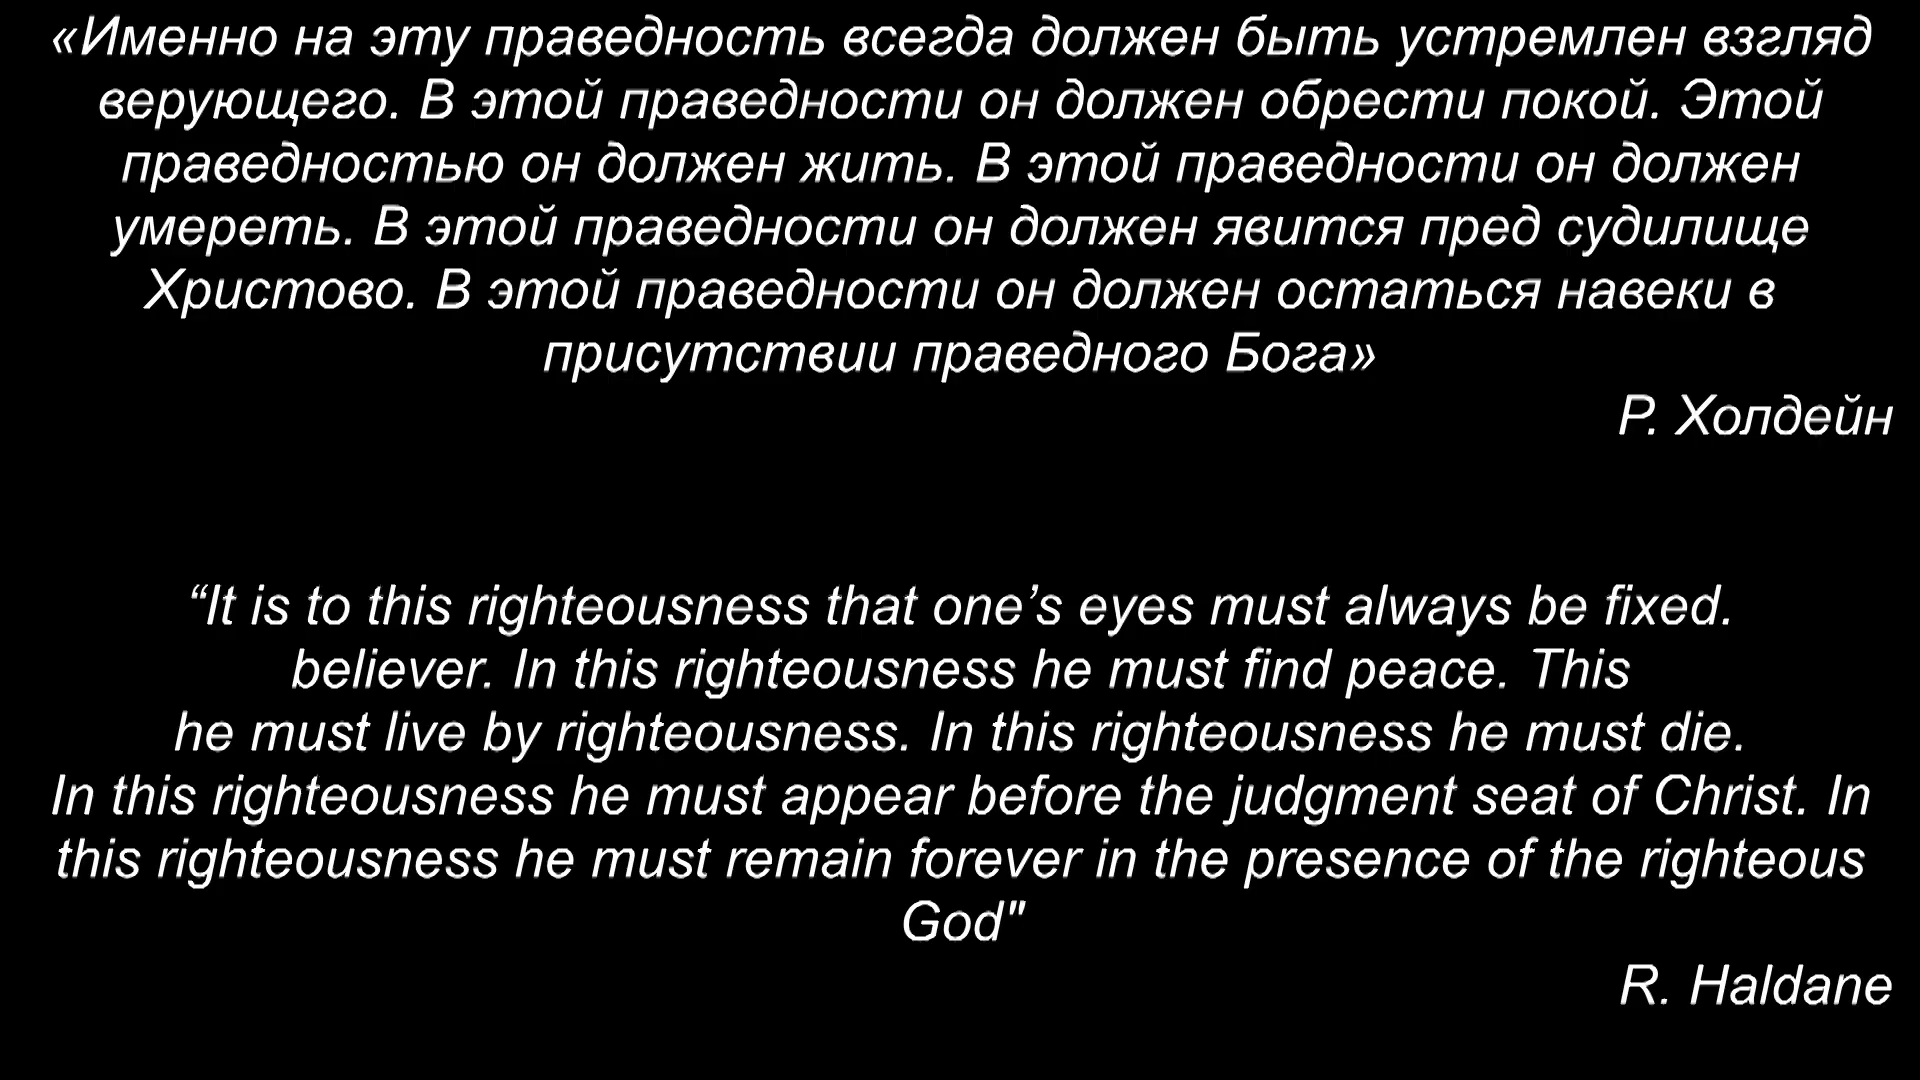 «Именно на эту праведность всегда должен быть устремлен взгляд
верующего. В этой праведности он должен обрести покой. Этой
праведностью он должен жить. В этой праведности он должен
умереть. В этой праведности он должен явится пред судилище
Христово. В этой праведности он должен остаться навеки в
присутствии праведного Бога»
Р. Холдейн
“It is to this righteousness that one’s eyes must always be fixed.
believer. In this righteousness he must find peace. This
he must live by righteousness. In this righteousness he must die.
In this righteousness he must appear before the judgment seat of Christ. In
this righteousness he must remain forever in the presence of the righteous
God"
R. Haldane